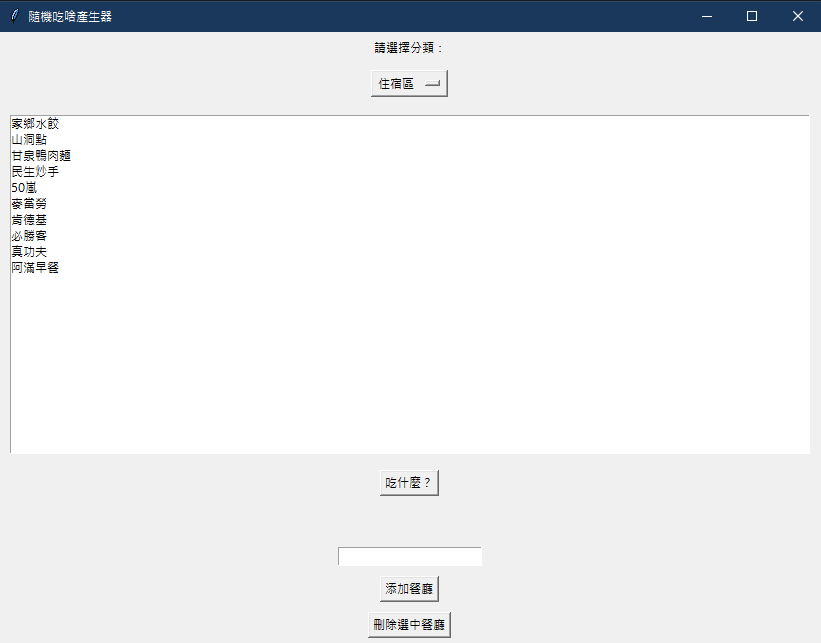 隨機吃啥產生器
請選擇分類：
住宿區
家鄉水餃
山洞點
甘泉鴨肉麵
民生炒手
50嵐
麥當勞
肯德基
必勝客
真功夫
阿滿早餐
吃什麼？
添加餐廳
刪除選中餐廳